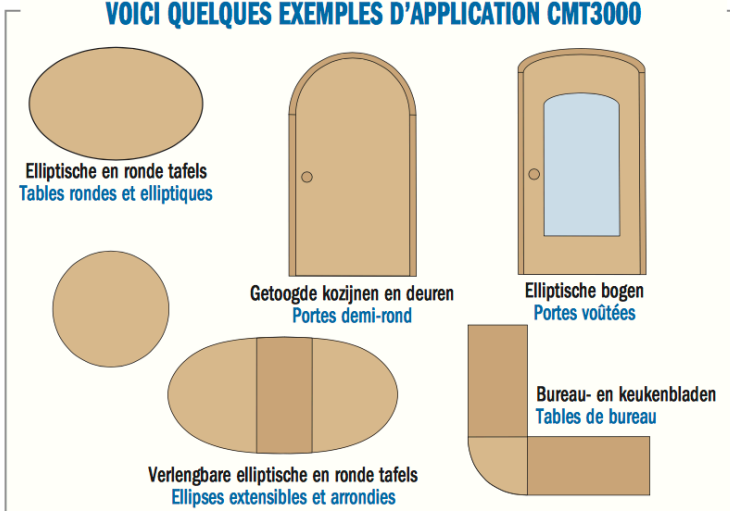 VOICI QUELQUES EXEMPLES D'APPLICATION CMT3000
Elliptische en ronde tafels
Tables rondes et elliptiques
Getoogde kozijnen en deuren
Portes demi-rond
Elliptische bogen
Portes voûtées
Bureau- en keukenbladen
Tables de bureau
Verlengbare elliptische en ronde tafels
Ellipses extensibles et arrondies